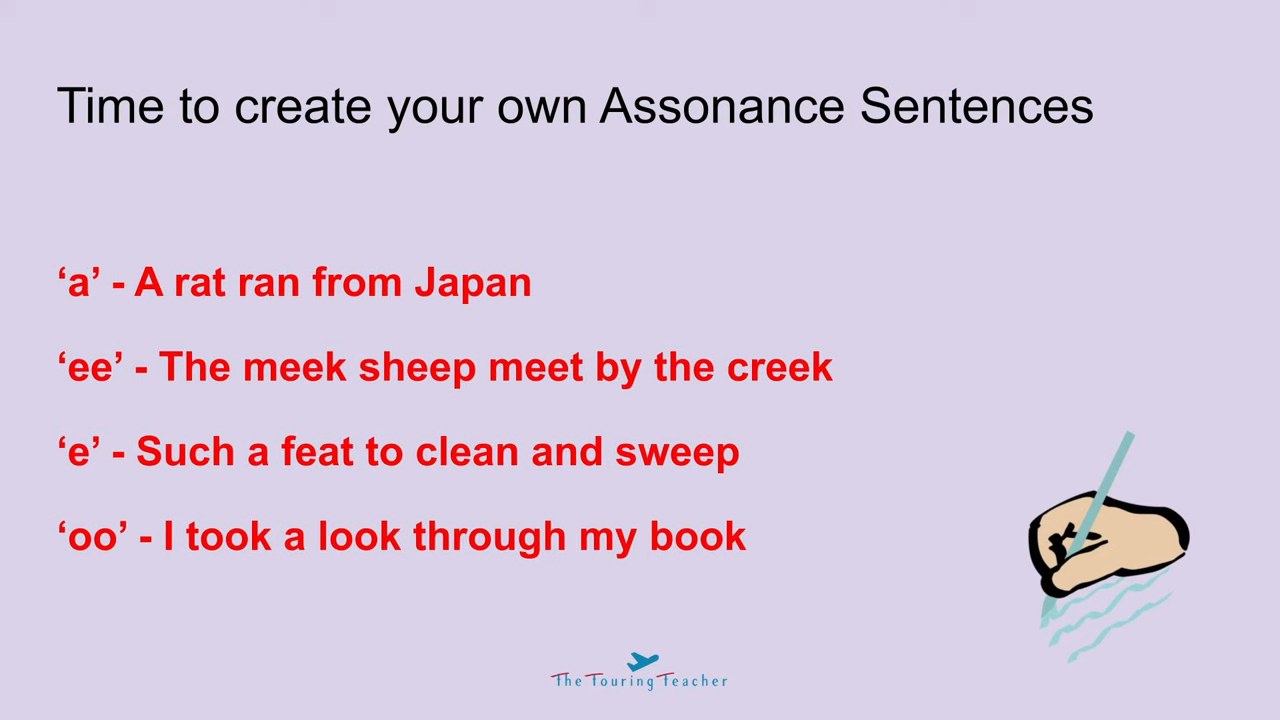 Time to create your own Assonance Sentences
‘a’ - A rat ran from Japan
‘ee’ - The meek sheep meet by the creek
‘e’ - Such a feat to clean and sweep
‘oo’ - I took a look through my book
The Touring Teacher